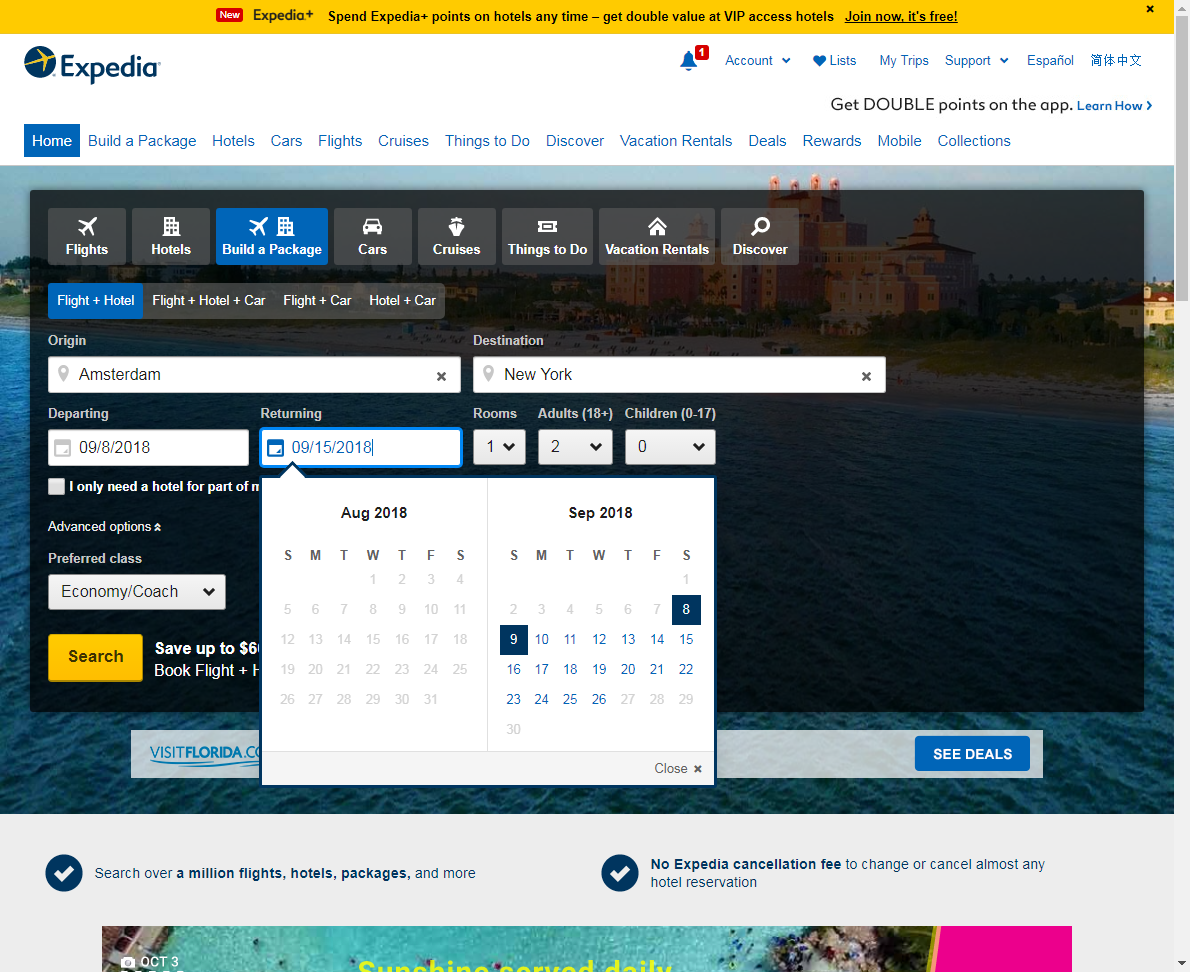 New Expedia+ Spend Expedia+ points on hotels any time – get double value at VIP access hotels Join now, it's free! ×
Expedia
1 Account Lists My Trips Support Español 简体中文
Get DOUBLE points on the app. Learn How
Home Build a Package Hotels Cars Flights Cruises Things to Do Discover Vacation Rentals Deals Rewards Mobile Collections
Flights Hotels Build a Package Cars Cruises Things to Do Vacation Rentals Discover
Flight + Hotel Flight + Hotel + Car Flight + Car Hotel + Car
Origin Destination
Amsterdam × New York ×
Departing Returning Rooms Adults (18+) Children (0-17)
09/8/2018 09/15/2018 1 2 0
I only need a hotel for part of m
Advanced options
Preferred class
Economy/Coach
Search
Save up to $6
Book Flight + H
Aug 2018
S M T W T F S
1 2 3 4
5 6 7 8 9 10 11
12 13 14 15 16 17 18
19 20 21 22 23 24 25
26 27 28 29 30 31
Sep 2018
S M T W T F S
1
2 3 4 5 6 7 8
9 10 11 12 13 14 15
16 17 18 19 20 21 22
23 24 25 26 27 28 29
30
Close ×
VISITFLORIDA.CO
SEE DEALS
Search over a million flights, hotels, packages, and more
No Expedia cancellation fee to change or cancel almost any
hotel reservation
OCT 3
Sunshine served daily